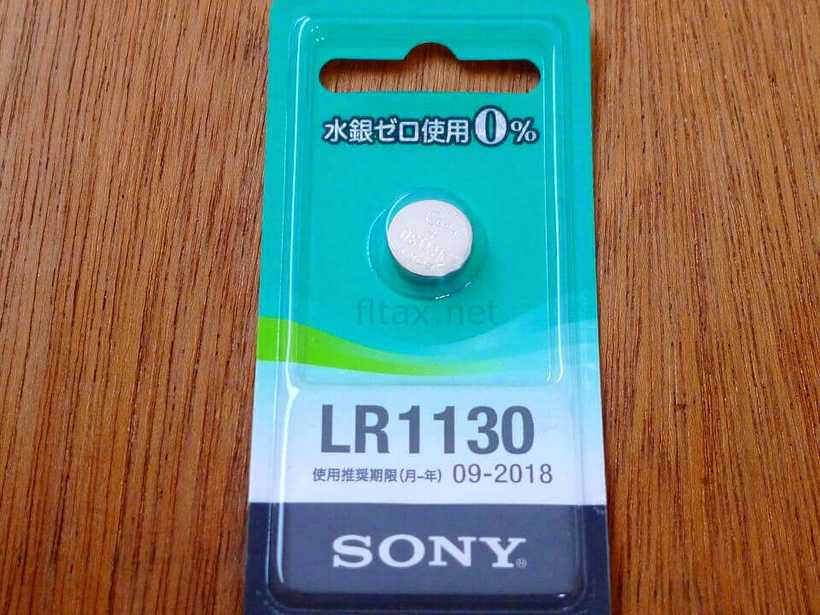 水銀ゼロ使用0%
fltax.net
LR1130
使用推奨期限(月-年) 09-2018
SONY®